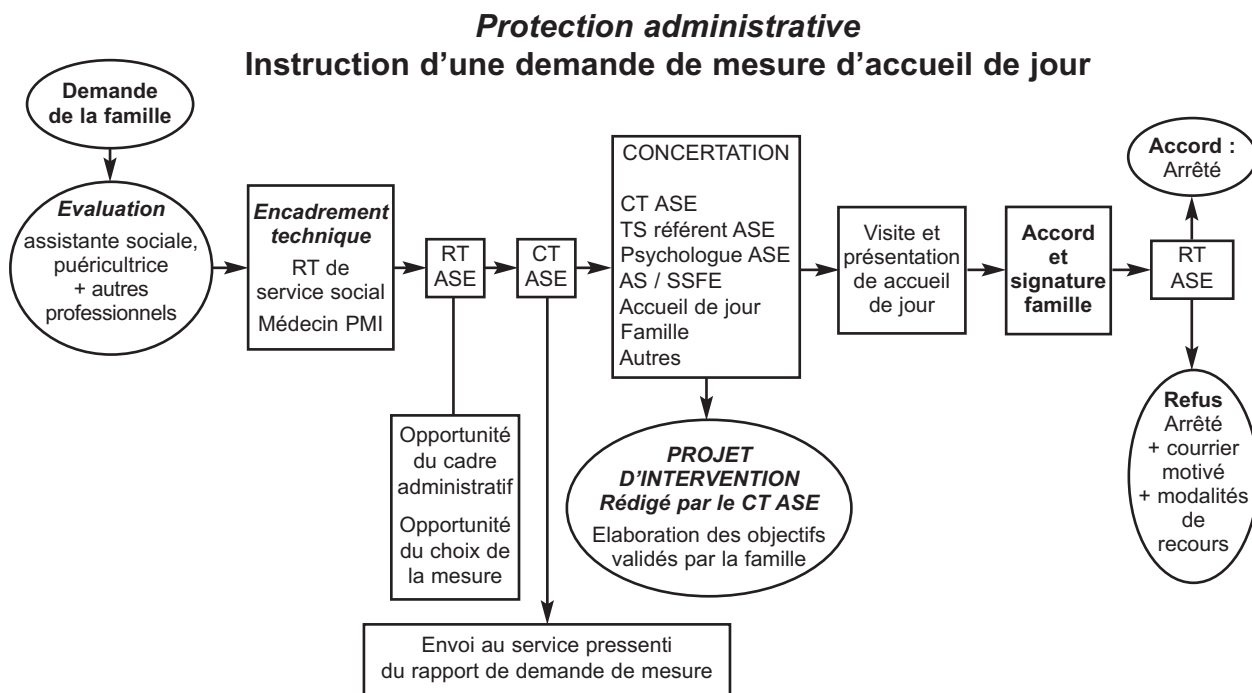 Protection administrative
Instruction d'une demande de mesure d'accueil de jour
Demande
de la famille
Evaluation
assistante sociale,
puéricultrice
+ autres
professionnels
Encadrement
technique
RT de
service social
Médecin PMI
RT
ASE
CT
ASE
CONCERTATION
CT ASE
TS référent ASE
Psychologue ASE
AS / SSFE
Accueil de jour
Famille
Autres
Visite et
présentation
de accueil
de jour
Accord
et
signature
famille
Accord :
Arrêté
RT
ASE
Refus
Arrêté
+ courrier
motivé
+ modalités
de
recours
Opportunité
du cadre
administratif
Opportunité
du choix de
la mesure
PROJET
D'INTERVENTION
Rédigé par le CT ASE
Elaboration des objectifs
validés par la famille
Envoi au service pressenti
du rapport de demande de mesure